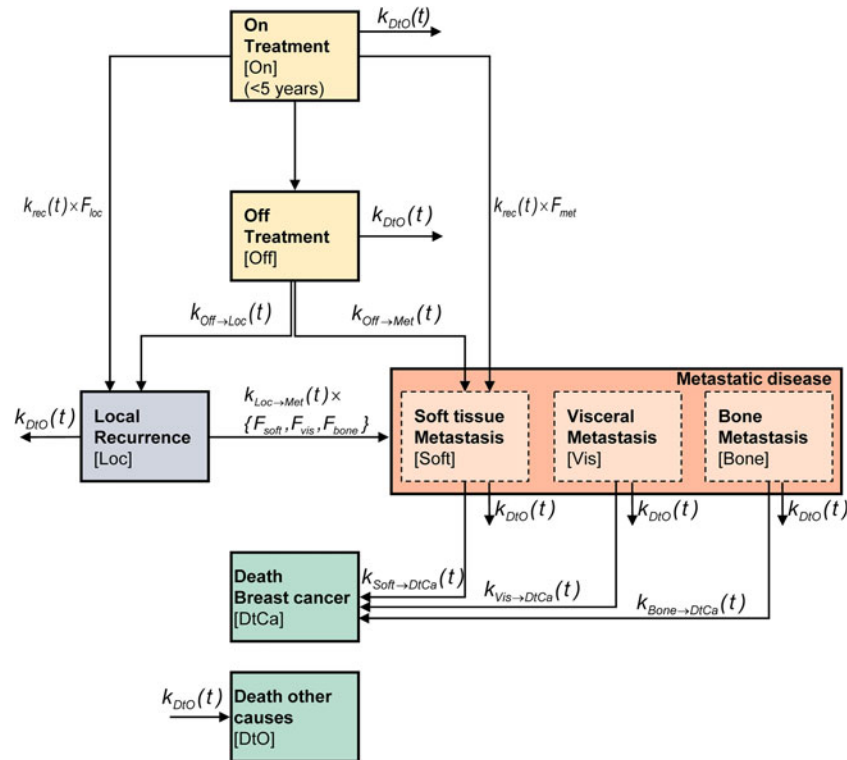 On
Treatment
[On]
(<5 years)
k_DtO(t)
k_rec(t)×F_loc
k_rec(t)×F_met
Off
Treatment
[Off]
k_DtO(t)
k_Off→Loc(t)
k_Off→Met(t)
Metastatic disease
k_DtO(t)
Local
Recurrence
[Loc]
k_Loc→Met(t)×
{F_soft,F_vis,F_bone}
Soft tissue
Metastasis
[Soft]
Visceral
Metastasis
[Vis]
Bone
Metastasis
[Bone]
k_DtO(t)
k_DtO(t)
k_DtO(t)
Death
Breast cancer
[DtCa]
k_Soft→DtCa(t)
k_Vis→DtCa(t)
k_Bone→DtCa(t)
k_DtO(t)
Death other
causes
[DtO]